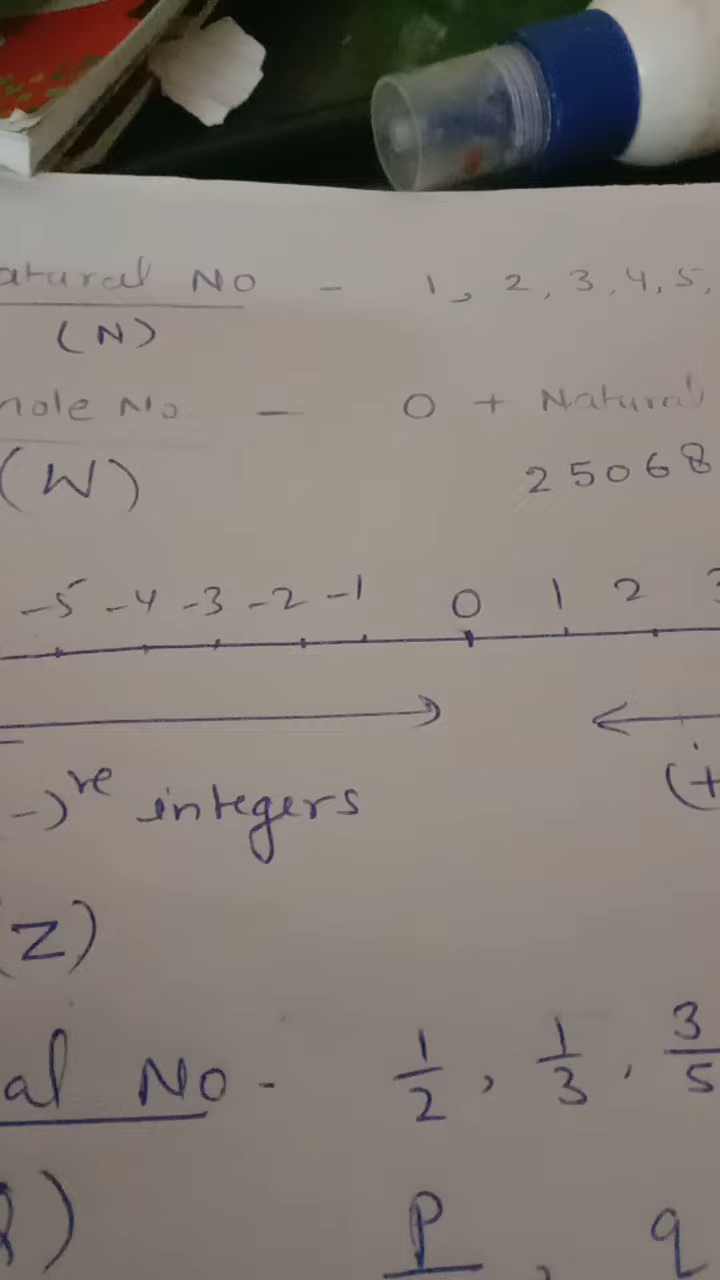 atural No - 1, 2, 3, 4, 5,
(N)
hole No - 0 + Natural
(W) 25068
-5 -4 -3 -2 -1 0 1 2
-)ve integers (+
(Z)
al No - 1/2, 1/3, 3/5
) P, q